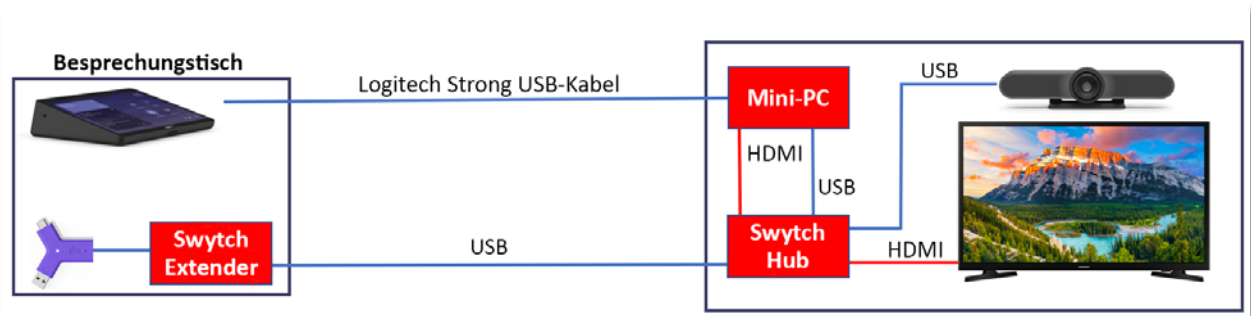 Besprechungstisch
Logitech Strong USB-Kabel
Mini-PC
USB
HDMI
USB
Swytch
Extender
USB
Swytch
Hub
HDMI